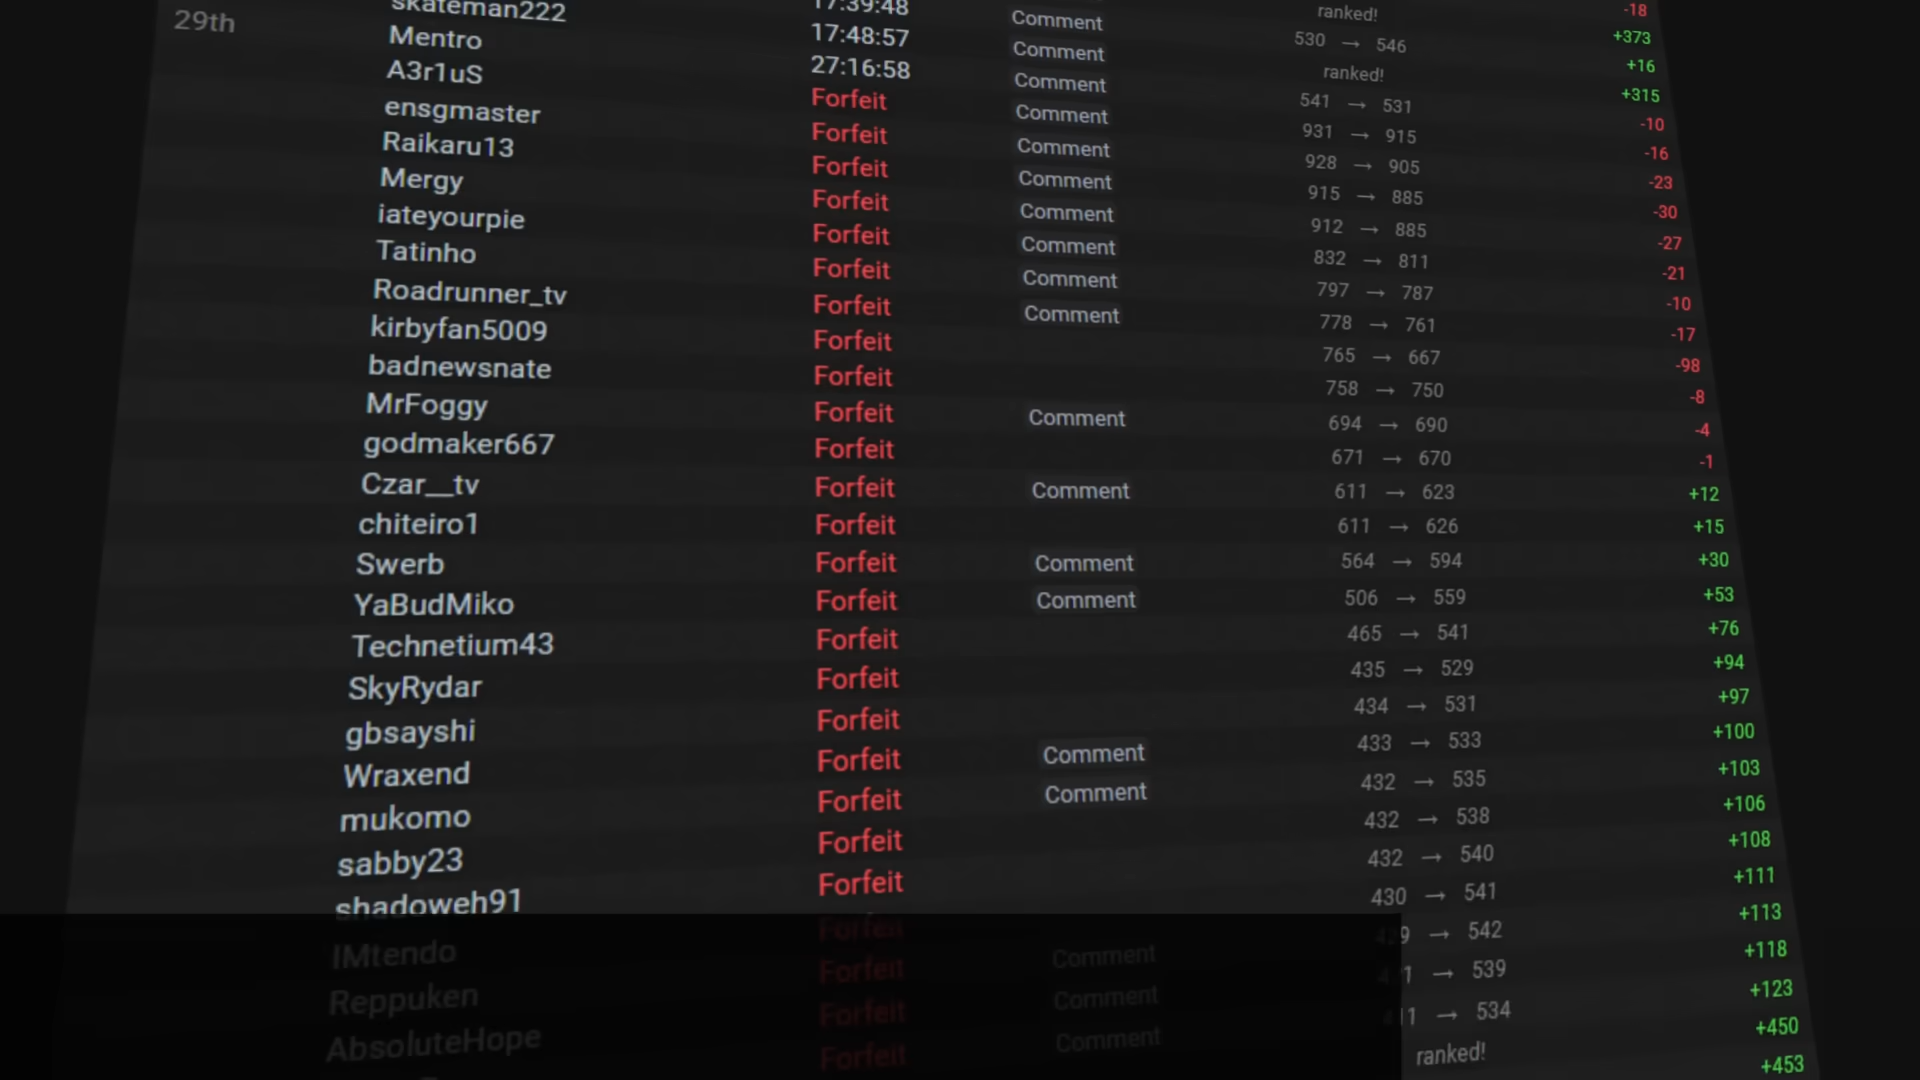 -18
ranked! +373
17:39:48 Comment 530 → 546 +16
skateman222 17:48:57 Comment ranked! +315
29th Mentro 27:16:58 Comment 541 → 531 -10
A3r1uS Forfeit Comment 931 → 915 -16
ensgmaster Forfeit Comment 928 → 905 -23
Raikaru13 Forfeit Comment 915 → 885 -30
Mergy Forfeit Comment 912 → 885 -27
iateyourpie Forfeit Comment 832 → 811 -21
Tatinho Forfeit Comment 797 → 787 -10
Roadrunner_tv Forfeit Comment 778 → 761 -17
kirbyfan5009 Forfeit 765 → 667 -98
badnewsnate Forfeit 758 → 750 -8
MrFoggy Forfeit Comment 694 → 690 -4
godmaker667 Forfeit 671 → 670 -1
Czar__tv Forfeit Comment 611 → 623 +12
chiteiro1 Forfeit 611 → 626 +15
Swerb Forfeit Comment 564 → 594 +30
YaBudMiko Forfeit Comment 506 → 559 +53
Technetium43 Forfeit 465 → 541 +76
SkyRydar Forfeit 435 → 529 +94
gbsayshi Forfeit 434 → 531 +97
Wraxend Forfeit Comment 433 → 533 +100
mukomo Forfeit Comment 432 → 535 +103
sabby23 Forfeit 432 → 538 +106
shadoweh91 Forfeit 432 → 540 +108
IMtendo Forfeit 430 → 541 +111
Reppuken Forfeit Comment 429 → 542 +113
AbsoluteHope Forfeit Comment → 539 +118
Forfeit Comment → 534 +123
ranked! +450
+453